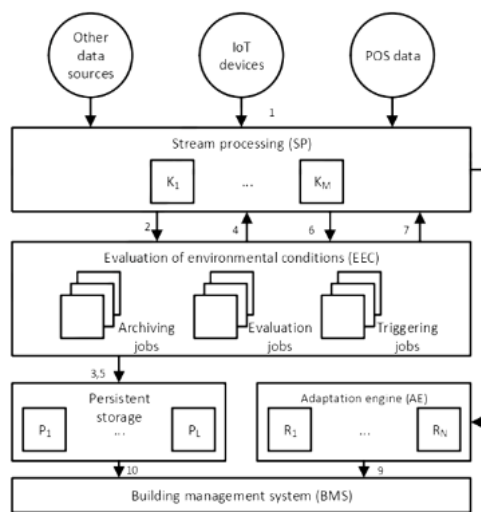 Other
data
sources
IoT
devices
POS data
1
Stream processing (SP)
K1
...
KM
2
4
6
7
Evaluation of environmental conditions (EEC)
Archiving
jobs
Evaluation
jobs
Triggering
jobs
3,5
Persistent
storage
P1
...
PL
Adaptation engine (AE)
R1
...
RN
10
9
Building management system (BMS)